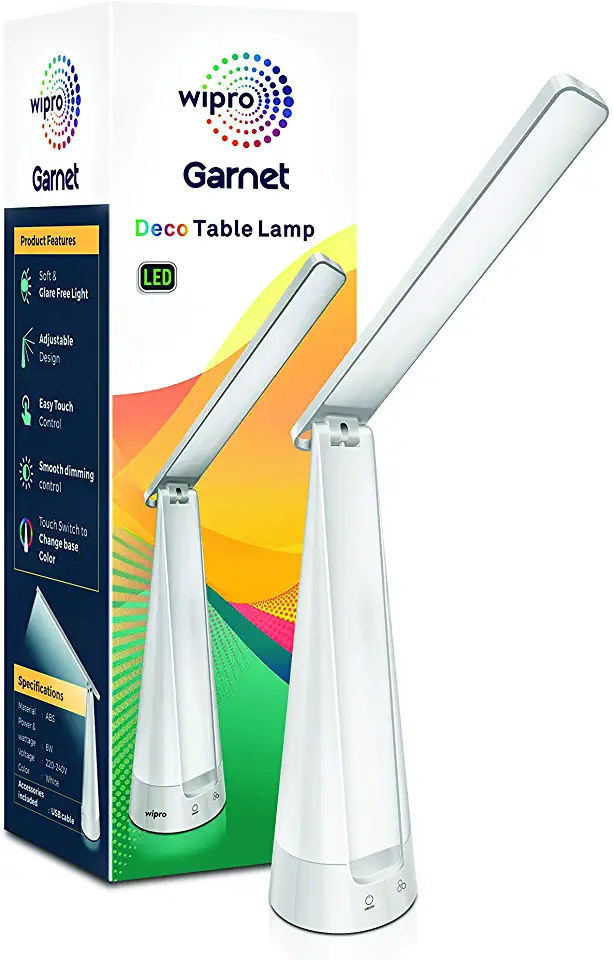 wipro
Garnet
Product Features
Soft &
Glare Free Light
Adjustable
Design
Easy Touch
Control
Smooth dimming
control
Touch Switch to
Change base
Color
Specifications
Material : ABS
Power &
wattage : 6W
Voltage : 220-240V
Color : White
Accessories
included : USB cable
wipro
Garnet
Deco Table Lamp
LED
wipro